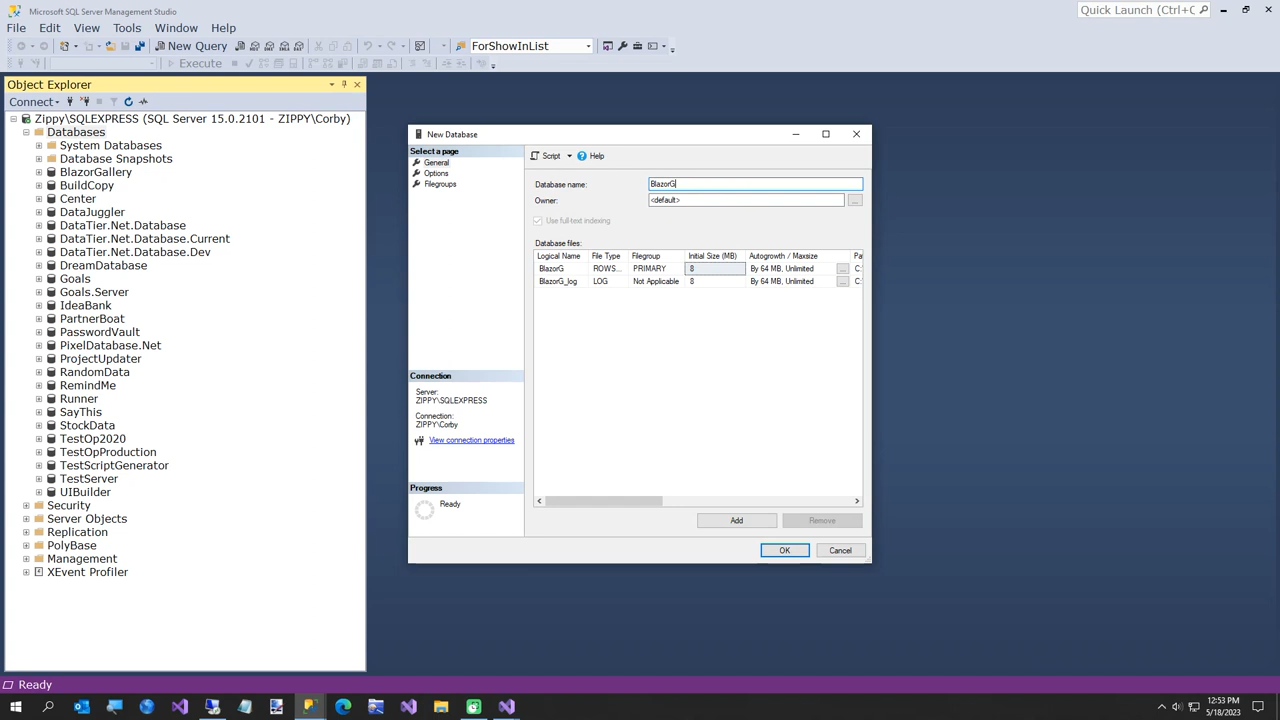 Microsoft SQL Server Management Studio
Quick Launch (Ctrl+C
File Edit View Tools Window Help
New Query
ForShowInList
Execute
Object Explorer
Connect
Zippy\SQLEXPRESS (SQL Server 15.0.2101 - ZIPPY\Corby)
Databases
System Databases
Database Snapshots
BlazorGallery
BuildCopy
Center
DataJuggler
DataTier.Net.Database
DataTier.Net.Database.Current
DataTier.Net.Database.Dev
DreamDatabase
Goals
Goals.Server
IdeaBank
PartnerBoat
PasswordVault
PixelDatabase.Net
ProjectUpdater
RandomData
RemindMe
Runner
SayThis
StockData
TestOp2020
TestOpProduction
TestScriptGenerator
TestServer
UIBuilder
Security
Server Objects
Replication
PolyBase
Management
XEvent Profiler
New Database
Select a page
General
Options
Filegroups
Connection
Server:
ZIPPY\SQLEXPRESS
Connection:
ZIPPY\Corby
View connection properties
Progress
Ready
Script Help
Database name: BlazorG
Owner: <default> ...
Use full-text indexing
Database files:
Logical Name File Type Filegroup Initial Size (MB) Autogrowth / Maxsize Pa
BlazorG ROWS... PRIMARY 8 By 64 MB, Unlimited ... C:
BlazorG_log LOG Not Applicable 8 By 64 MB, Unlimited ... C:
Add Remove
OK Cancel
Ready
12:53 PM
5/18/2023